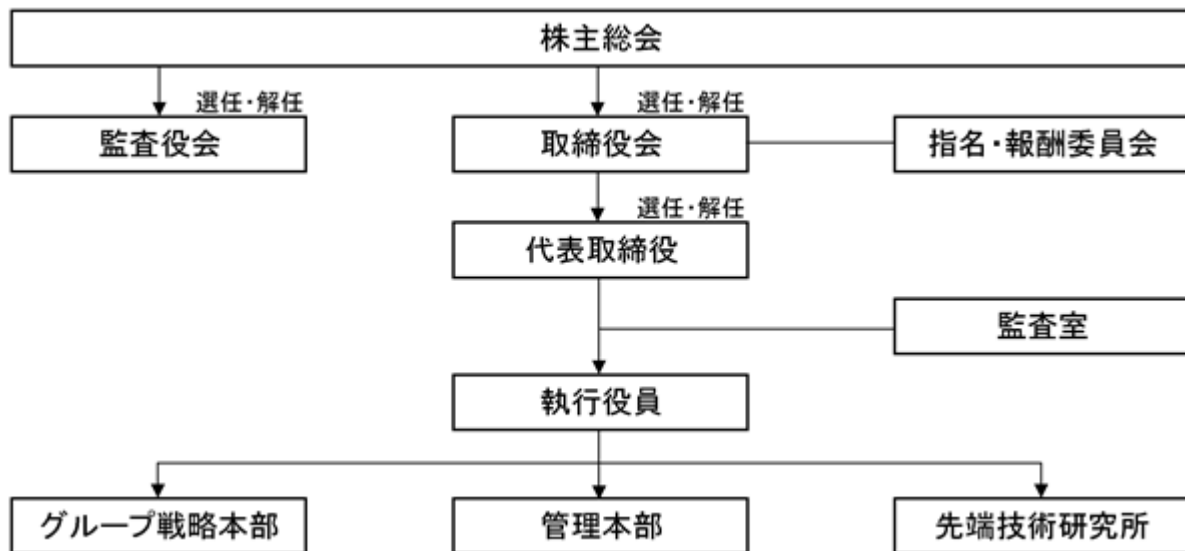 株主総会
選任・解任
選任・解任
監査役会
取締役会
指名・報酬委員会
選任・解任
代表取締役
監査室
執行役員
グループ戦略本部
管理本部
先端技術研究所